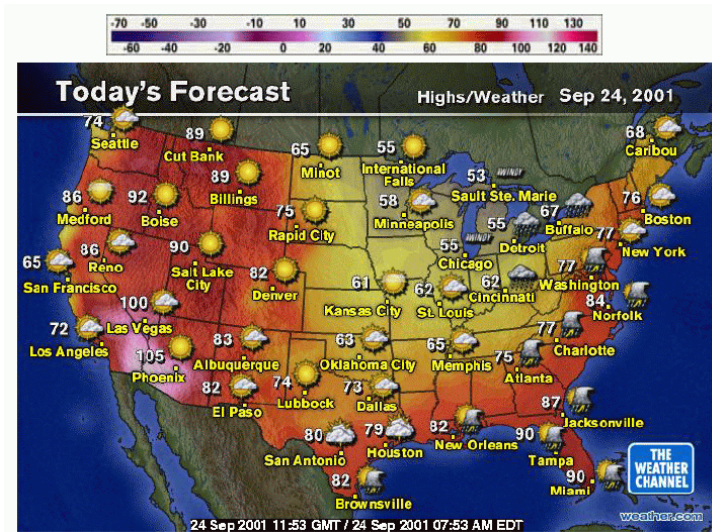 -70 -50 -30 -10 10 30 50 70 90 110 130
-60 -40 -20 0 20 40 60 80 100 120 140
Today's Forecast
Highs/Weather Sep 24, 2001
74
Seattle
89
Cut Bank
65
Minot
55
International
Falls
68
Caribou
86
Medford
92
Boise
89
Billings
75
Rapid City
58
Minneapolis
53
WINDY
Sault Ste. Marie
76
Boston
65
San Francisco
86
Reno
90
Salt Lake
City
82
Denver
61
Kansas City
62
St. Louis
55
WINDY
Chicago
55
Detroit
67
Buffalo
77
New York
62
Cincinnati
77
Washington
84
Norfolk
72
Los Angeles
100
Las Vegas
105
Phoenix
83
Albuquerque
82
El Paso
74
Lubbock
63
Oklahoma City
73
Dallas
65
Memphis
75
Atlanta
77
Charlotte
80
San Antonio
79
Houston
82
New Orleans
87
Jacksonville
90
Tampa
90
Miami
82
Brownsville
THE
WEATHER
CHANNEL
weather.com
24 Sep 2001 11:53 GMT / 24 Sep 2001 07:53 AM EDT